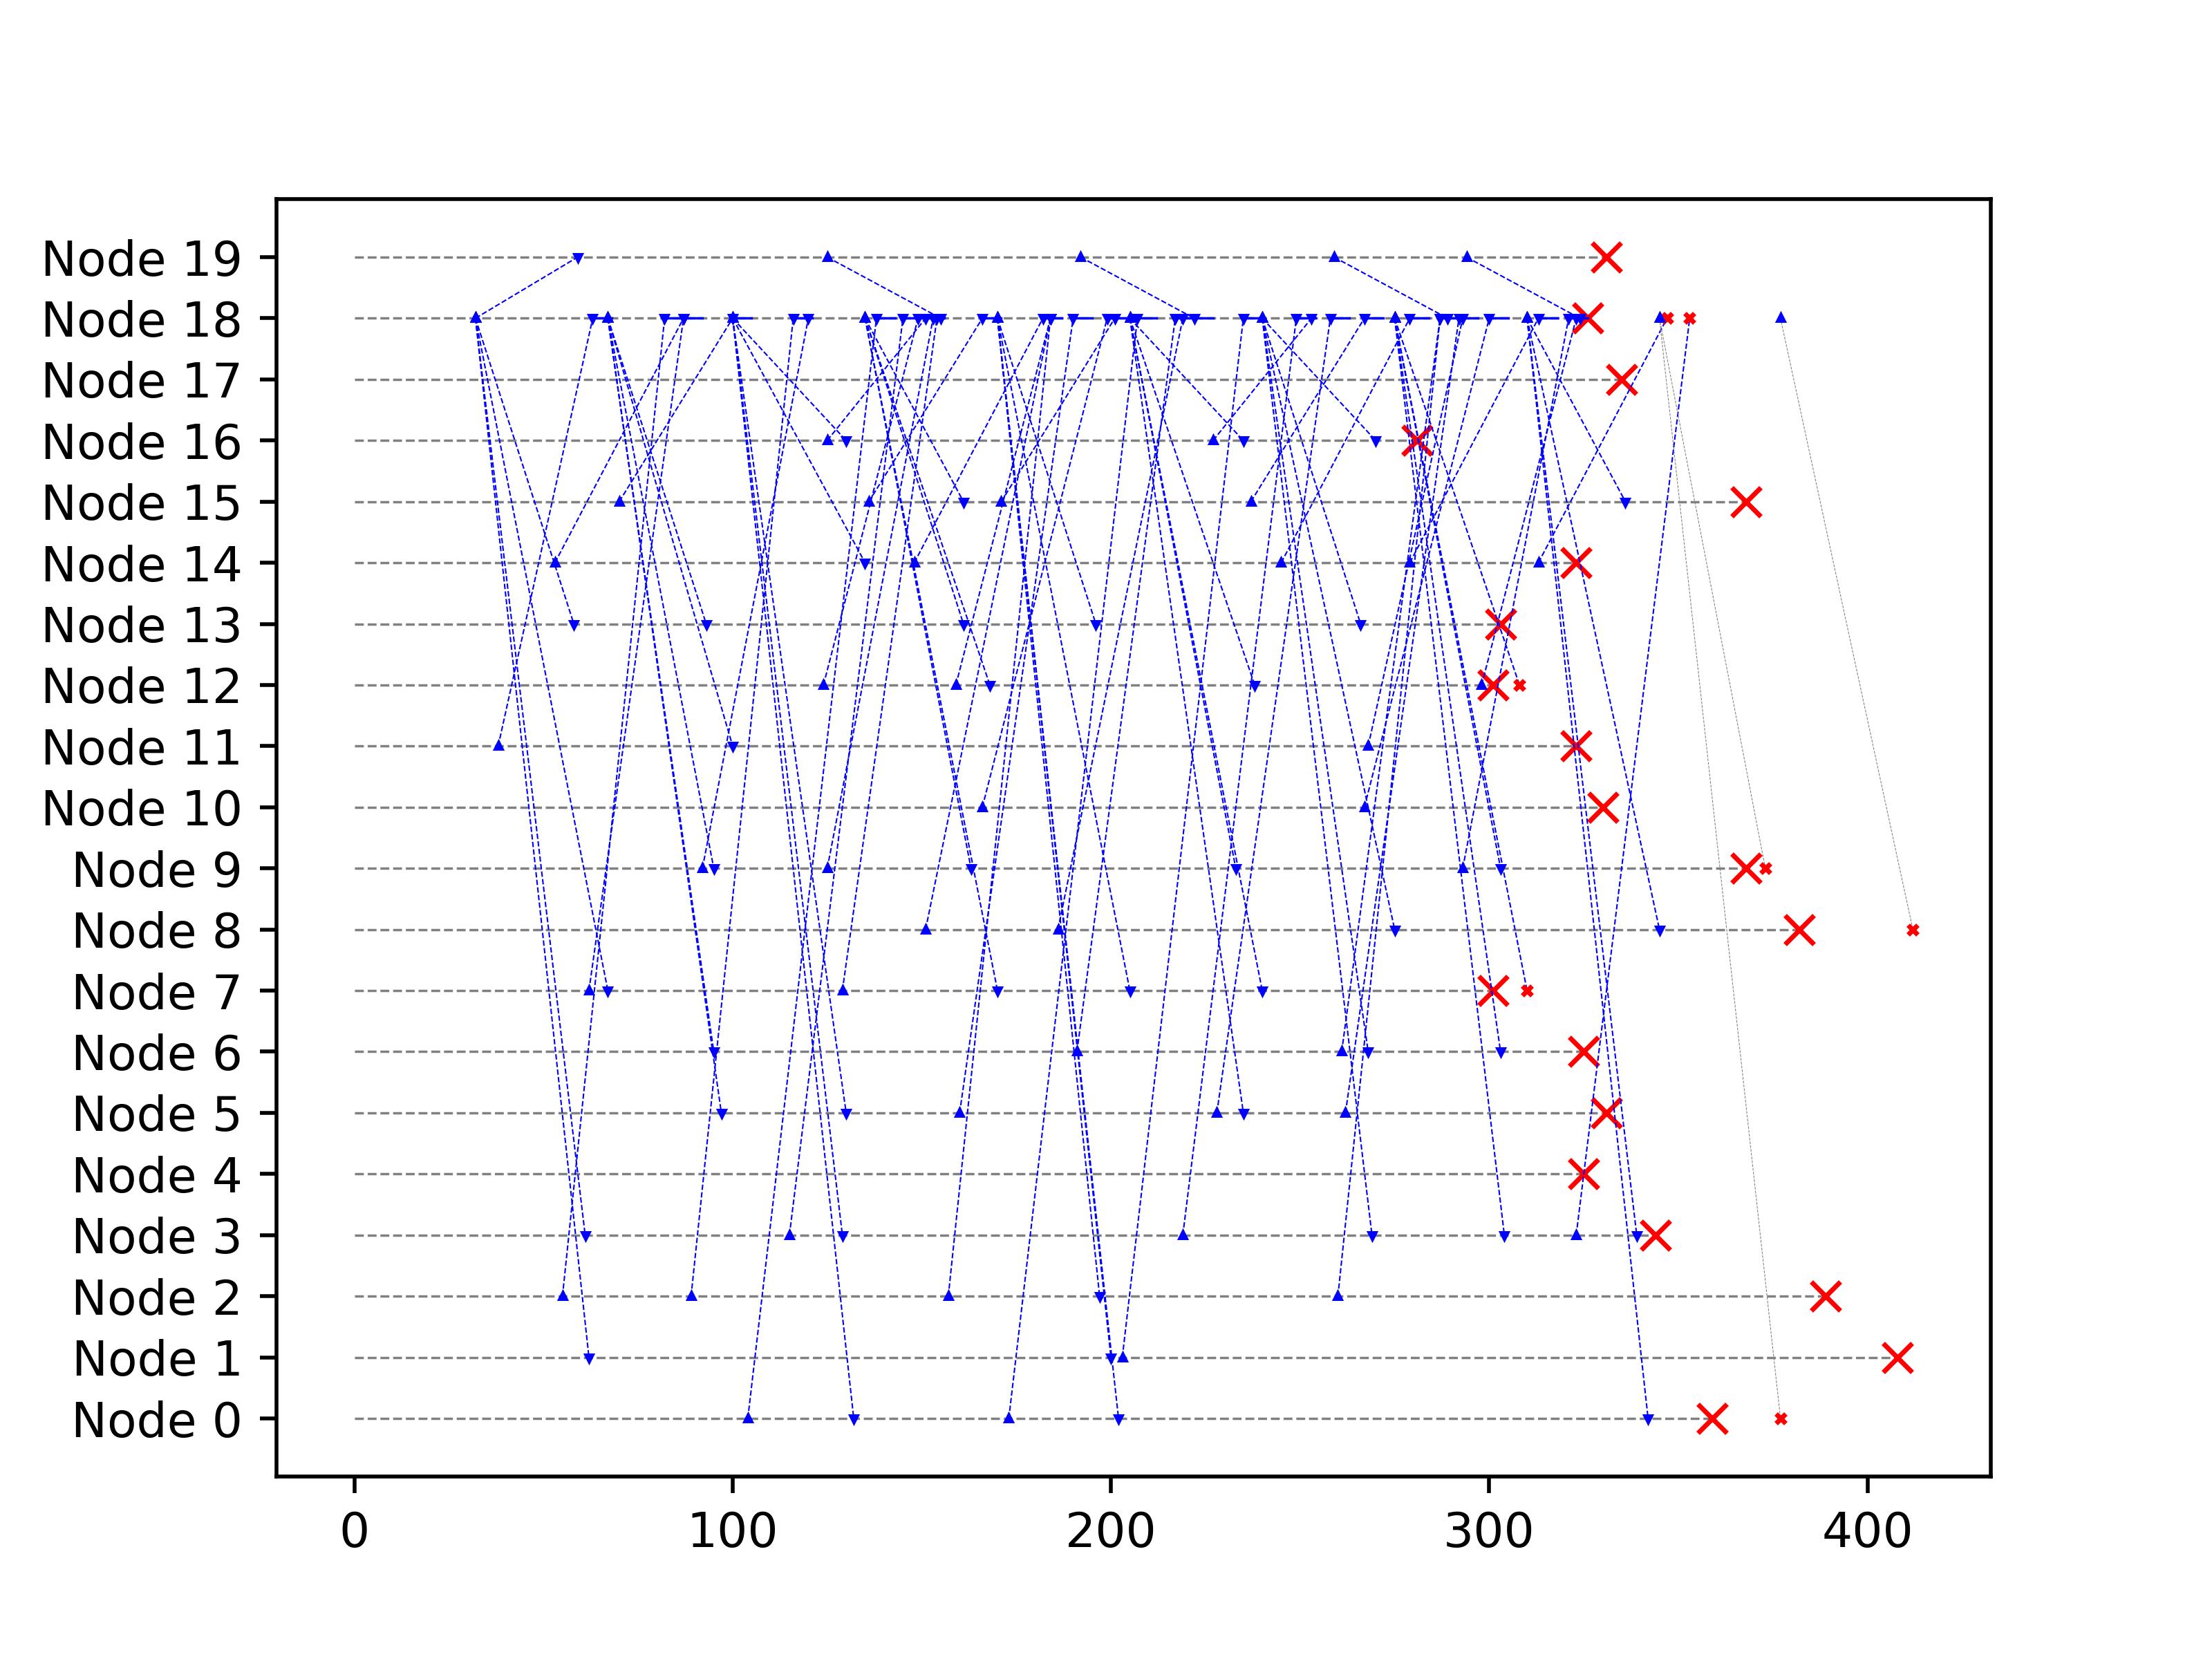 Node 19
Node 18
Node 17
Node 16
Node 15
Node 14
Node 13
Node 12
Node 11
Node 10
Node 9
Node 8
Node 7
Node 6
Node 5
Node 4
Node 3
Node 2
Node 1
Node 0
0 100 200 300 400